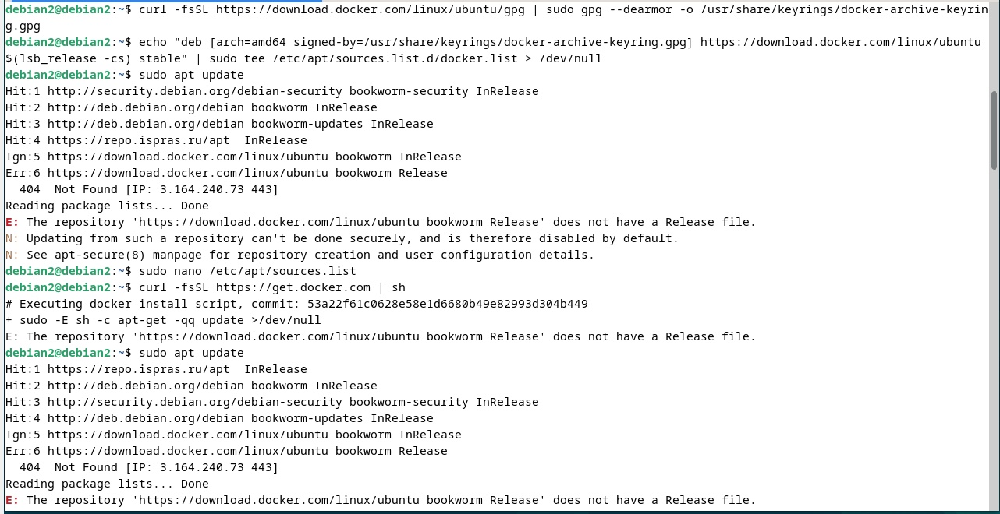 debian2@debian2:~$ curl -fsSL https://download.docker.com/linux/ubuntu/gpg | sudo gpg --dearmor -o /usr/share/keyrings/docker-archive-keyrin
g.gpg
debian2@debian2:~$ echo "deb [arch=amd64 signed-by=/usr/share/keyrings/docker-archive-keyring.gpg] https://download.docker.com/linux/ubuntu
$(lsb_release -cs) stable" | sudo tee /etc/apt/sources.list.d/docker.list > /dev/null
debian2@debian2:~$ sudo apt update
Hit:1 http://security.debian.org/debian-security bookworm-security InRelease
Hit:2 http://deb.debian.org/debian bookworm InRelease
Hit:3 http://deb.debian.org/debian bookworm-updates InRelease
Hit:4 https://repo.ispras.ru/apt  InRelease
Ign:5 https://download.docker.com/linux/ubuntu bookworm InRelease
Err:6 https://download.docker.com/linux/ubuntu bookworm Release
  404  Not Found [IP: 3.164.240.73 443]
Reading package lists... Done
E: The repository 'https://download.docker.com/linux/ubuntu bookworm Release' does not have a Release file.
N: Updating from such a repository can't be done securely, and is therefore disabled by default.
N: See apt-secure(8) manpage for repository creation and user configuration details.
debian2@debian2:~$ sudo nano /etc/apt/sources.list
debian2@debian2:~$ curl -fsSL https://get.docker.com | sh
# Executing docker install script, commit: 53a22f61c0628e58e1d6680b49e82993d304b449
+ sudo -E sh -c apt-get -qq update >/dev/null
E: The repository 'https://download.docker.com/linux/ubuntu bookworm Release' does not have a Release file.
debian2@debian2:~$ sudo apt update
Hit:1 https://repo.ispras.ru/apt  InRelease
Hit:2 http://deb.debian.org/debian bookworm InRelease
Hit:3 http://security.debian.org/debian-security bookworm-security InRelease
Hit:4 http://deb.debian.org/debian bookworm-updates InRelease
Ign:5 https://download.docker.com/linux/ubuntu bookworm InRelease
Err:6 https://download.docker.com/linux/ubuntu bookworm Release
  404  Not Found [IP: 3.164.240.73 443]
Reading package lists... Done
E: The repository 'https://download.docker.com/linux/ubuntu bookworm Release' does not have a Release file.